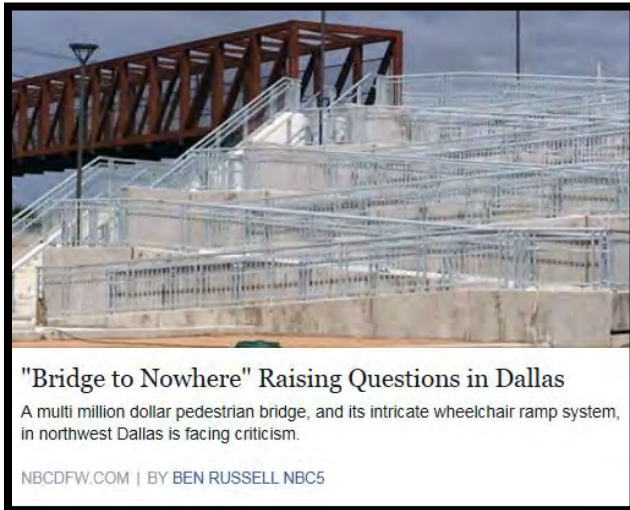 "Bridge to Nowhere" Raising Questions in Dallas
A multi million dollar pedestrian bridge, and its intricate wheelchair ramp system,
in northwest Dallas is facing criticism.
NBCDFW.COM | BY BEN RUSSELL NBC5